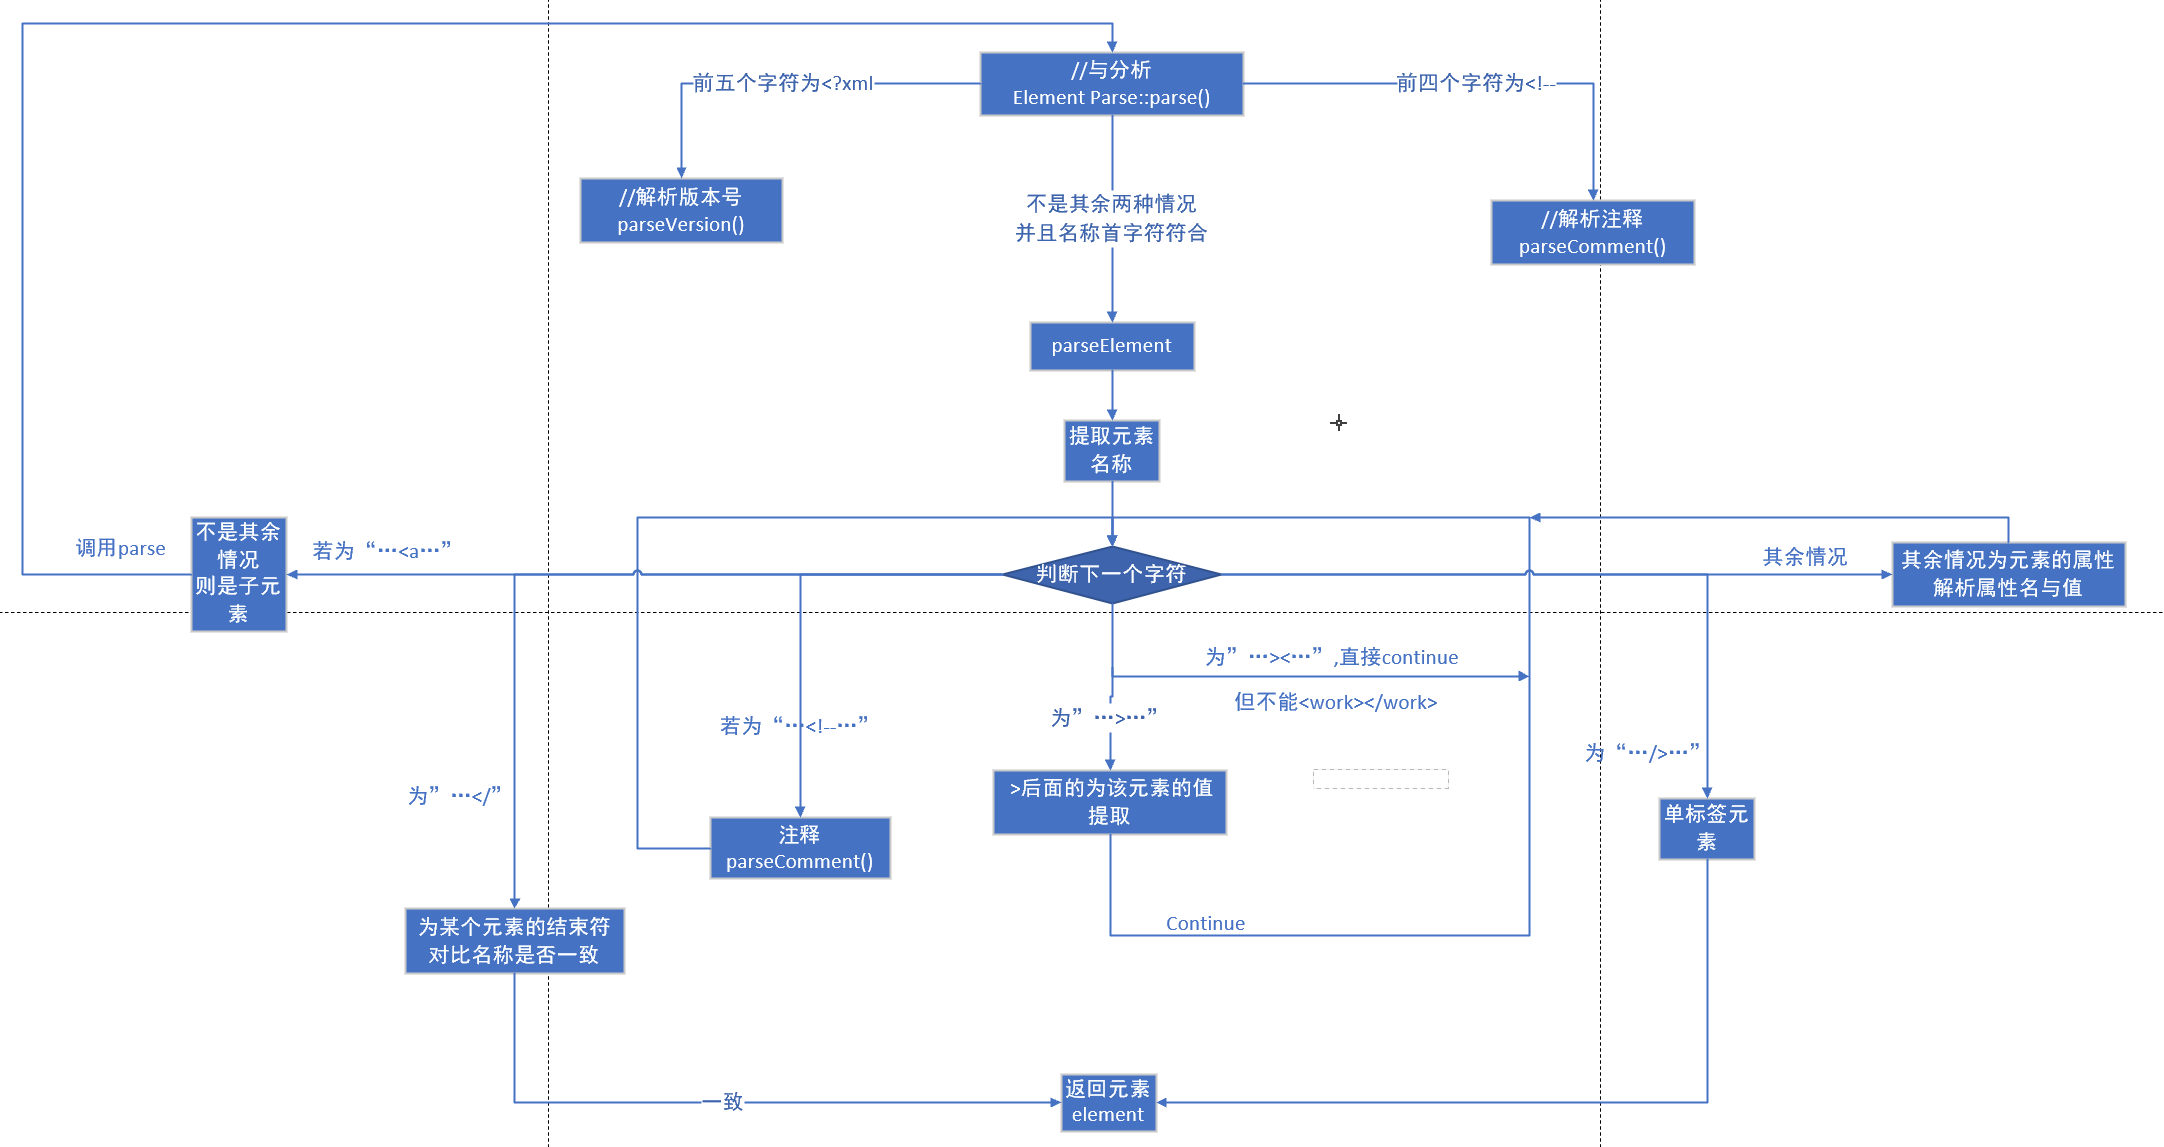 //与分析
Element Parse::parse()
前五个字符为<?xml
前四个字符为<!--
//解析版本号
parseVersion()
不是其余两种情况
并且名称首字符符合
//解析注释
parseComment()
parseElement
提取元素
名称
调用parse
不是其余
情况
则是子元
素
若为“…<a…”
判断下一个字符
其余情况
其余情况为元素的属性
解析属性名与值
为”…><…”,直接continue
但不能<work></work>
为”…>…”
若为“…<!--…”
为“…/>…”
为”…</”
>后面的为该元素的值
提取
单标签元
素
注释
parseComment()
Continue
为某个元素的结束符
对比名称是否一致
一致
返回元素
element